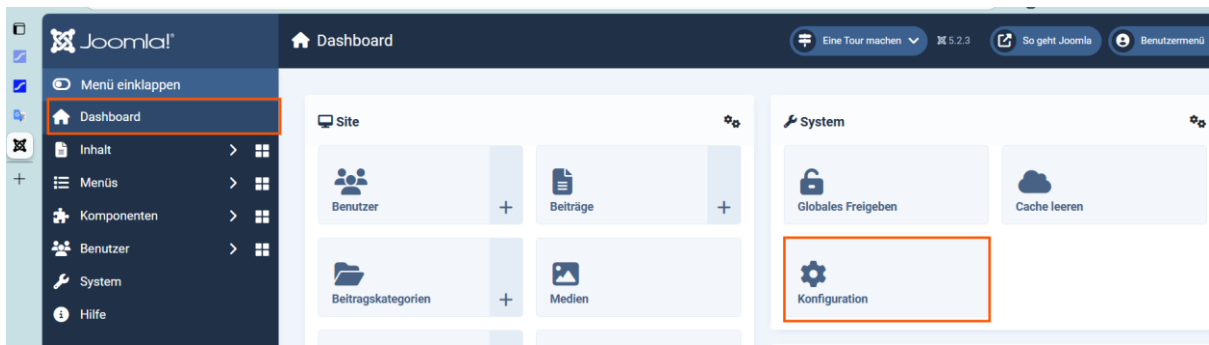 Joomla!
Dashboard
Eine Tour machen
5.2.3
So geht Joomla
Benutzermenü
Menü einklappen
Dashboard
Inhalt
Menüs
Komponenten
Benutzer
System
Hilfe
Site
Benutzer
Beiträge
Beitragskategorien
Medien
System
Globales Freigeben
Cache leeren
Konfiguration